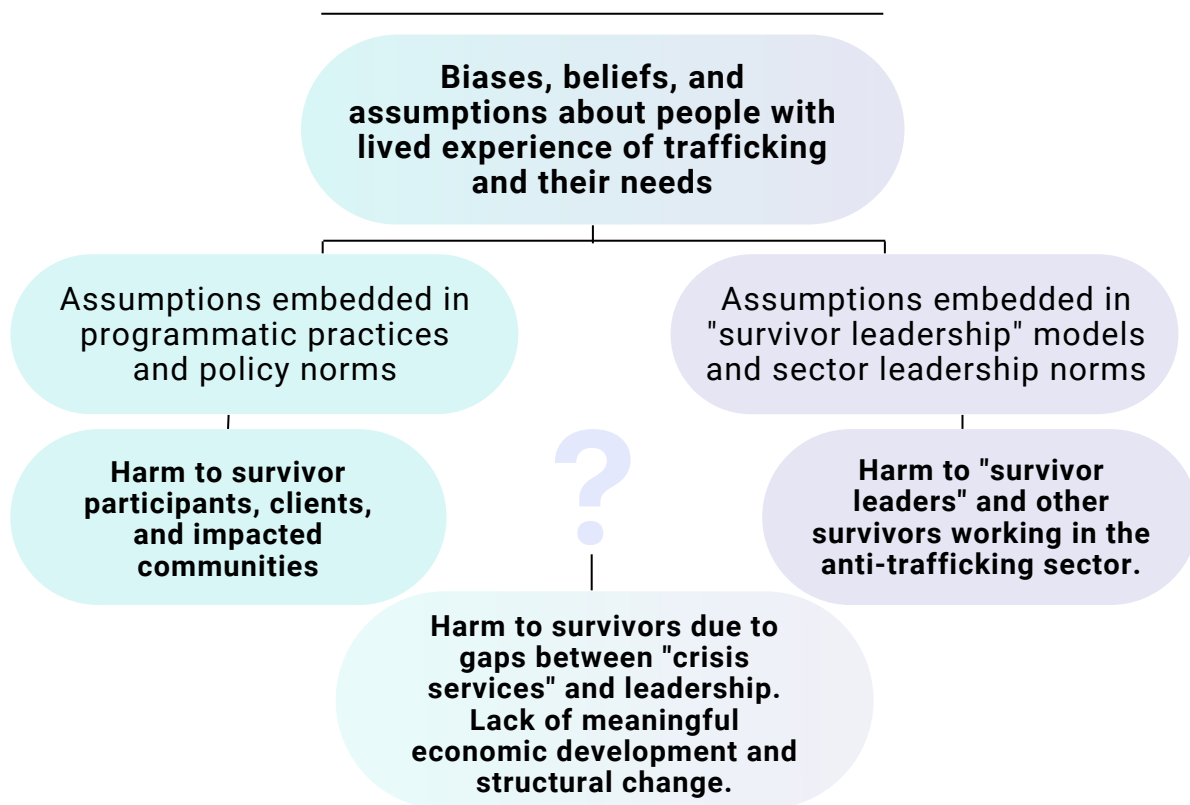 Biases, beliefs, and
assumptions about people with
lived experience of trafficking
and their needs
Assumptions embedded in
programmatic practices
and policy norms
Assumptions embedded in
"survivor leadership" models
and sector leadership norms
Harm to survivor
participants, clients,
and impacted
communities
?
Harm to "survivor
leaders" and other
survivors working in the
anti-trafficking sector.
Harm to survivors due to
gaps between "crisis
services" and leadership.
Lack of meaningful
economic development and
structural change.